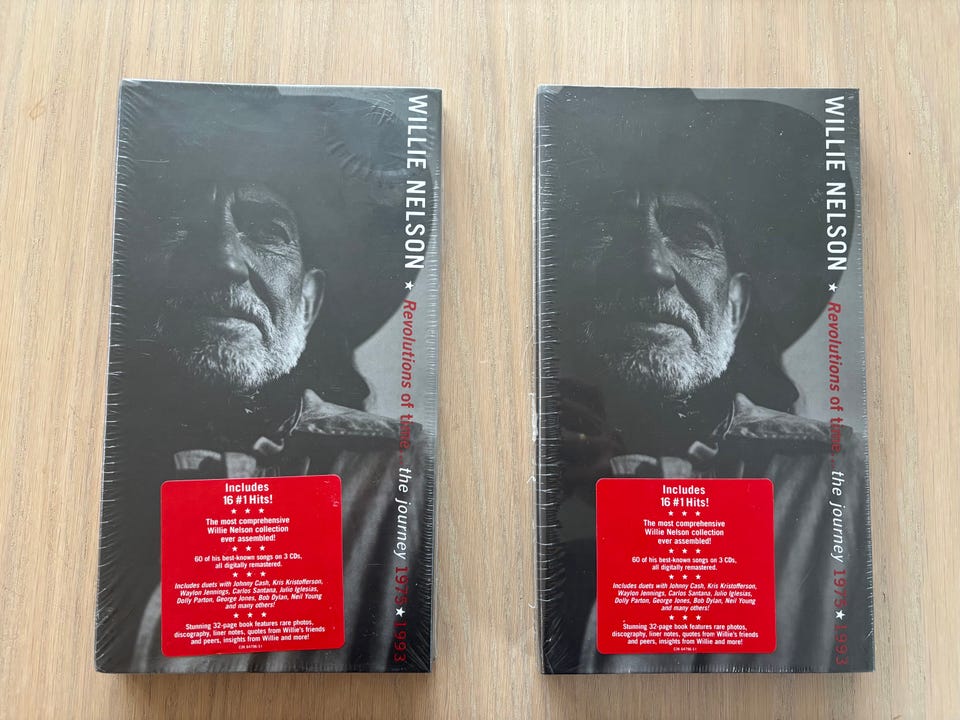 WILLIE NELSON ★ Revolutions of time.. the journey 1975★1993
Includes
16 #1 Hits!
★ ★ ★
The most comprehensive
Willie Nelson collection
ever assembled!
★ ★ ★
60 of his best-known songs on 3 CDs,
all digitally remastered.
★ ★ ★
Includes duets with Johnny Cash, Kris Kristofferson,
Waylon Jennings, Carlos Santana, Julio Iglesias,
Dolly Parton, George Jones, Bob Dylan, Neil Young
and many others!
★ ★ ★
Stunning 32-page book features rare photos,
discography, liner notes, quotes from Willie's friends
and peers, insights from Willie and more!
C3K 64796-S1
WILLIE NELSON ★ Revolutions of time.. the journey 1975★1993
Includes
16 #1 Hits!
★ ★ ★
The most comprehensive
Willie Nelson collection
ever assembled!
★ ★ ★
60 of his best-known songs on 3 CDs,
all digitally remastered.
★ ★ ★
Includes duets with Johnny Cash, Kris Kristofferson,
Waylon Jennings, Carlos Santana, Julio Iglesias,
Dolly Parton, George Jones, Bob Dylan, Neil Young
and many others!
★ ★ ★
Stunning 32-page book features rare photos,
discography, liner notes, quotes from Willie's friends
and peers, insights from Willie and more!
C3K 64796-S1